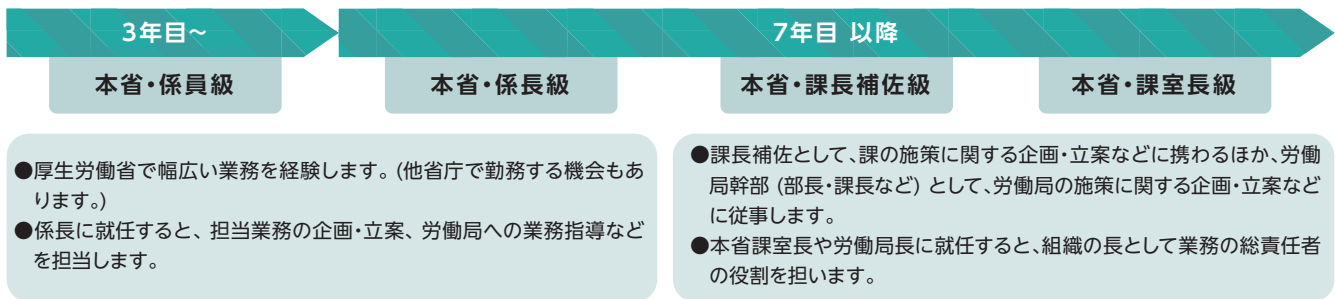 3年目~
7年目 以降
本省・係員級
本省・係長級
本省・課長補佐級
本省・課室長級
●厚生労働省で幅広い業務を経験します。(他省庁で勤務する機会もあ
ります。)
●係長に就任すると、担当業務の企画・立案、労働局への業務指導など
を担当します。
●課長補佐として、課の施策に関する企画・立案などに携わるほか、労働
局幹部 (部長・課長など) として、労働局の施策に関する企画・立案など
に従事します。
●本省課室長や労働局長に就任すると、組織の長として業務の総責任者
の役割を担います。